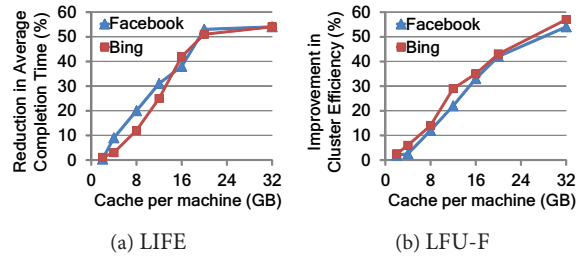 Reduction in Average
Completion Time (%)
60
50
40
30
20
10
0
Facebook
Bing
0 8 16 24 32
Cache per machine (GB)
(a) LIFE
Improvement in
Cluster Efficiency (%)
60
50
40
30
20
10
0
Facebook
Bing
0 8 16 24 32
Cache per machine (GB)
(b) LFU-F